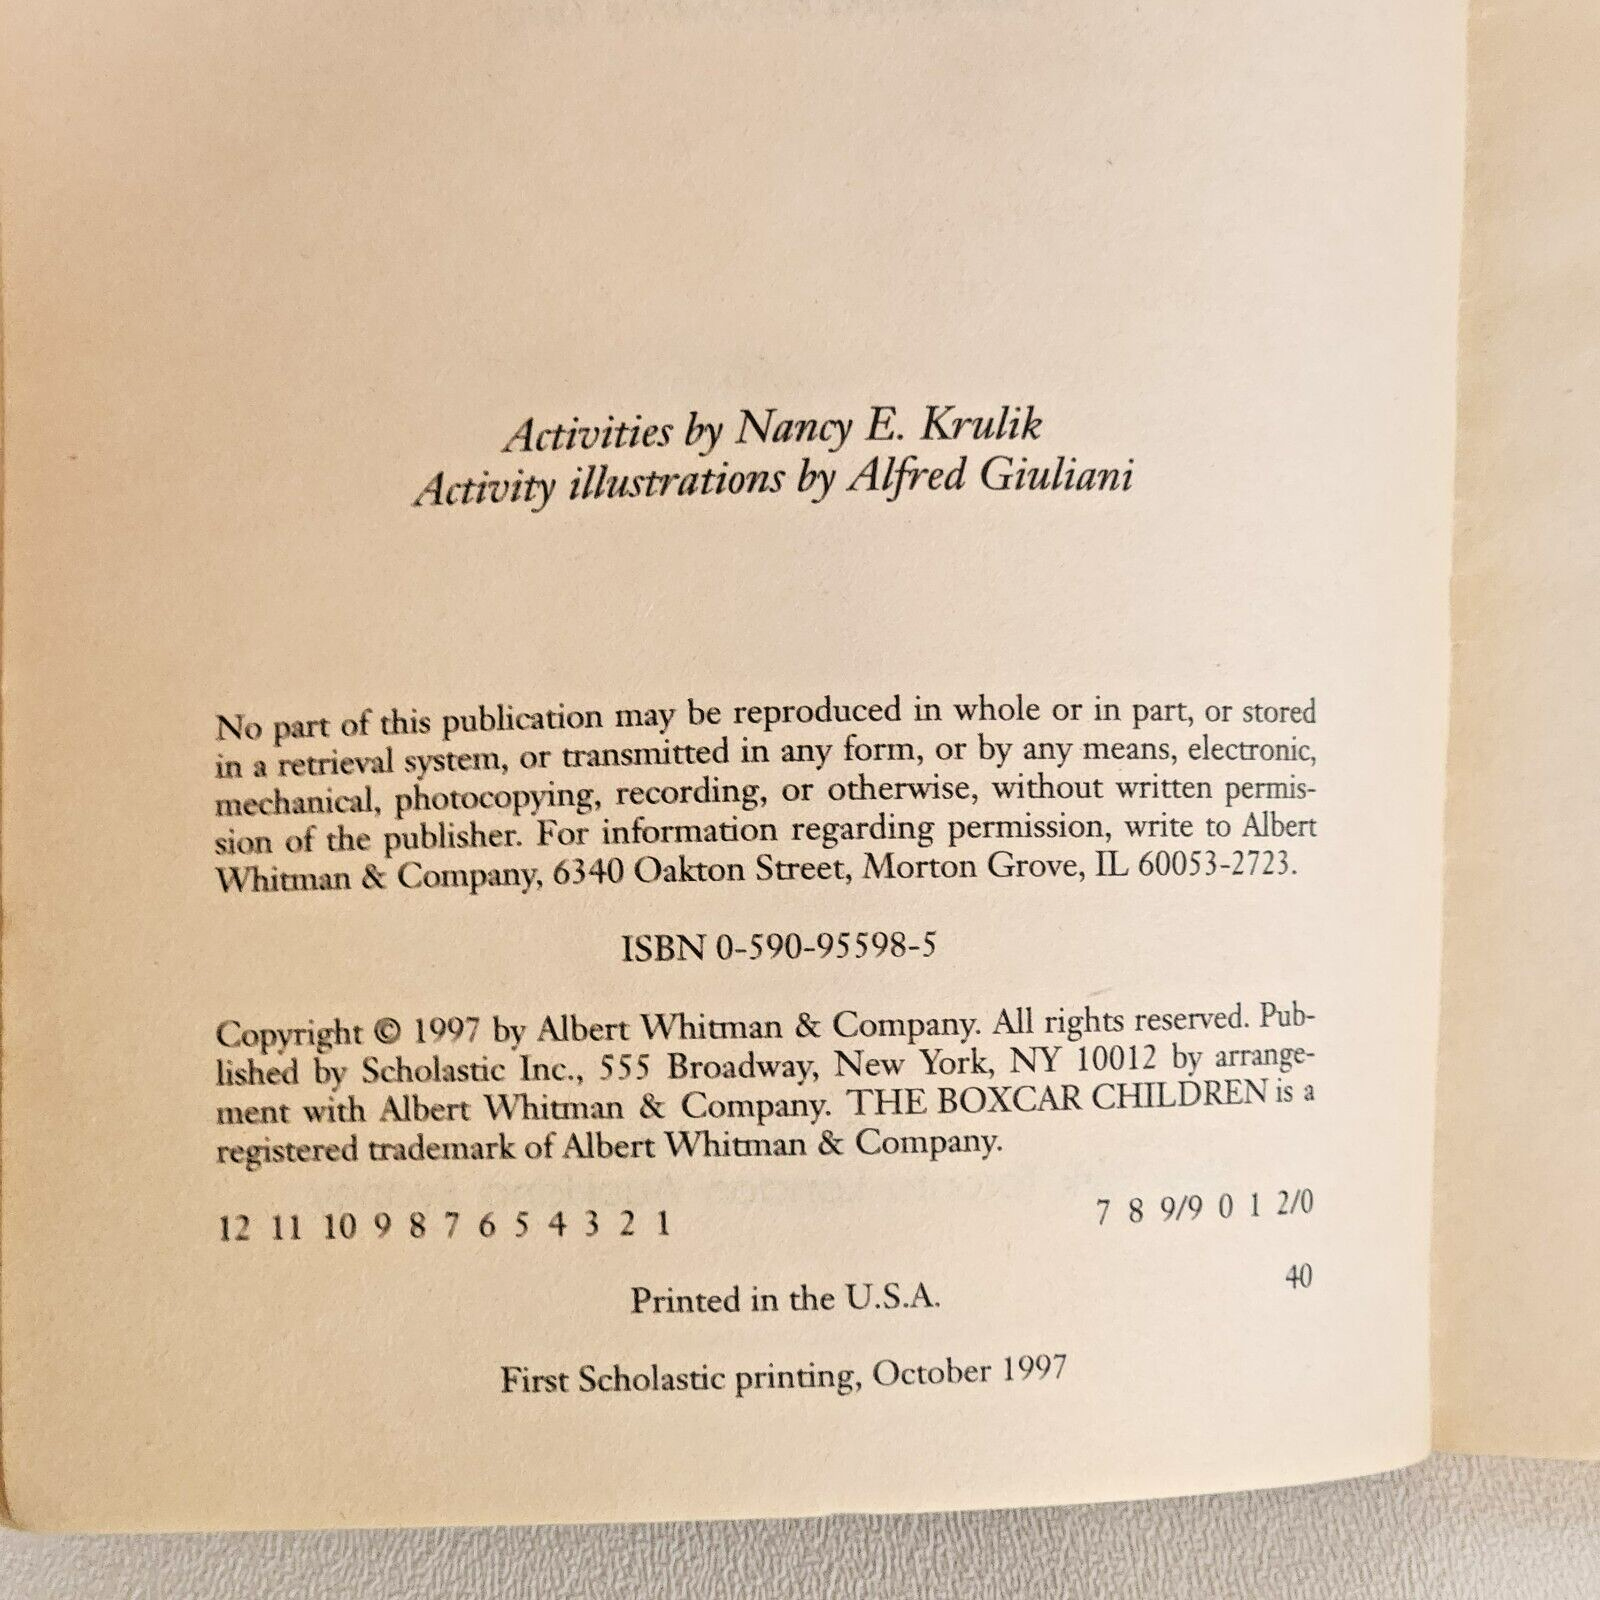 Activities by Nancy E. Krulik
Activity illustrations by Alfred Giuliani
No part of this publication may be reproduced in whole or in part, or stored
in a retrieval system, or transmitted in any form, or by any means, electronic,
mechanical, photocopying, recording, or otherwise, without written permis-
sion of the publisher. For information regarding permission, write to Albert
Whitman & Company, 6340 Oakton Street, Morton Grove, IL 60053-2723.
ISBN 0-590-95598-5
Copyright © 1997 by Albert Whitman & Company. All rights reserved. Pub-
lished by Scholastic Inc., 555 Broadway, New York, NY 10012 by arrange-
ment with Albert Whitman & Company. THE BOXCAR CHILDREN is a
registered trademark of Albert Whitman & Company.
12 11 10 9 8 7 6 5 4 3 2 1 7 8 9/9 0 1 2/0
Printed in the U.S.A. 40
First Scholastic printing, October 1997